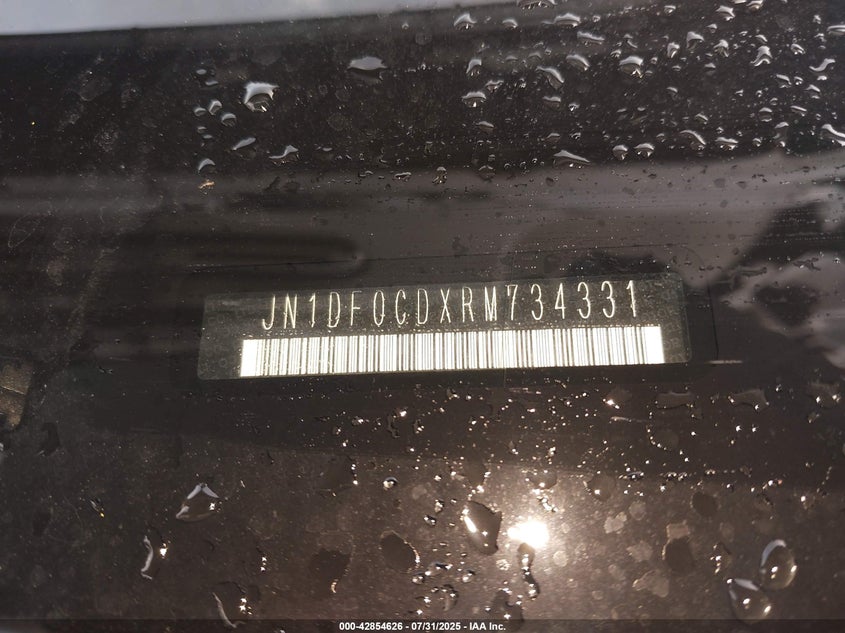 JN1DF0CDXRM734331
000-42854626 - 07/31/2025 - IAA Inc.